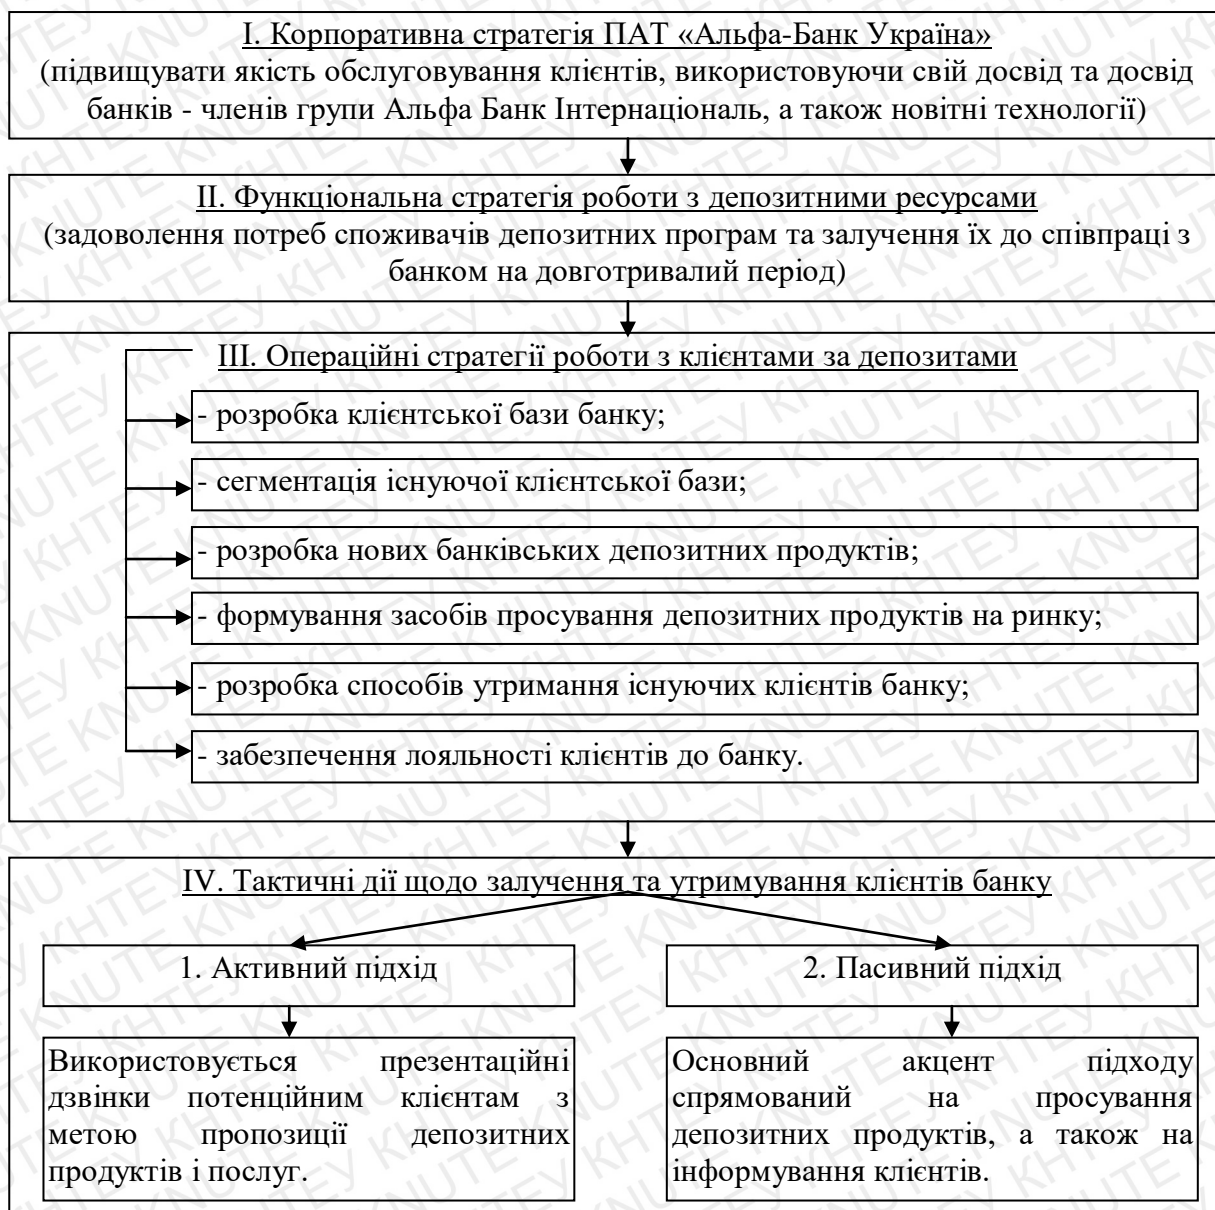 І. Корпоративна стратегія ПАТ «Альфа-Банк Україна»
(підвищувати якість обслуговування клієнтів, використовуючи свій досвід та досвід
банків - членів групи Альфа Банк Інтернаціональ, а також новітні технології)
ІІ. Функціональна стратегія роботи з депозитними ресурсами
(задоволення потреб споживачів депозитних програм та залучення їх до співпраці з
банком на довготривалий період)
ІІІ. Операційні стратегії роботи з клієнтами за депозитами
- розробка клієнтської бази банку;
- сегментація існуючої клієнтської бази;
- розробка нових банківських депозитних продуктів;
- формування засобів просування депозитних продуктів на ринку;
- розробка способів утримання існуючих клієнтів банку;
- забезпечення лояльності клієнтів до банку.
IV. Тактичні дії щодо залучення та утримування клієнтів банку
1. Активний підхід
2. Пасивний підхід
Використовується презентаційні
дзвінки потенційним клієнтам з
метою пропозиції депозитних
продуктів і послуг.
Основний акцент підходу
спрямований на просування
депозитних продуктів, а також на
інформування клієнтів.